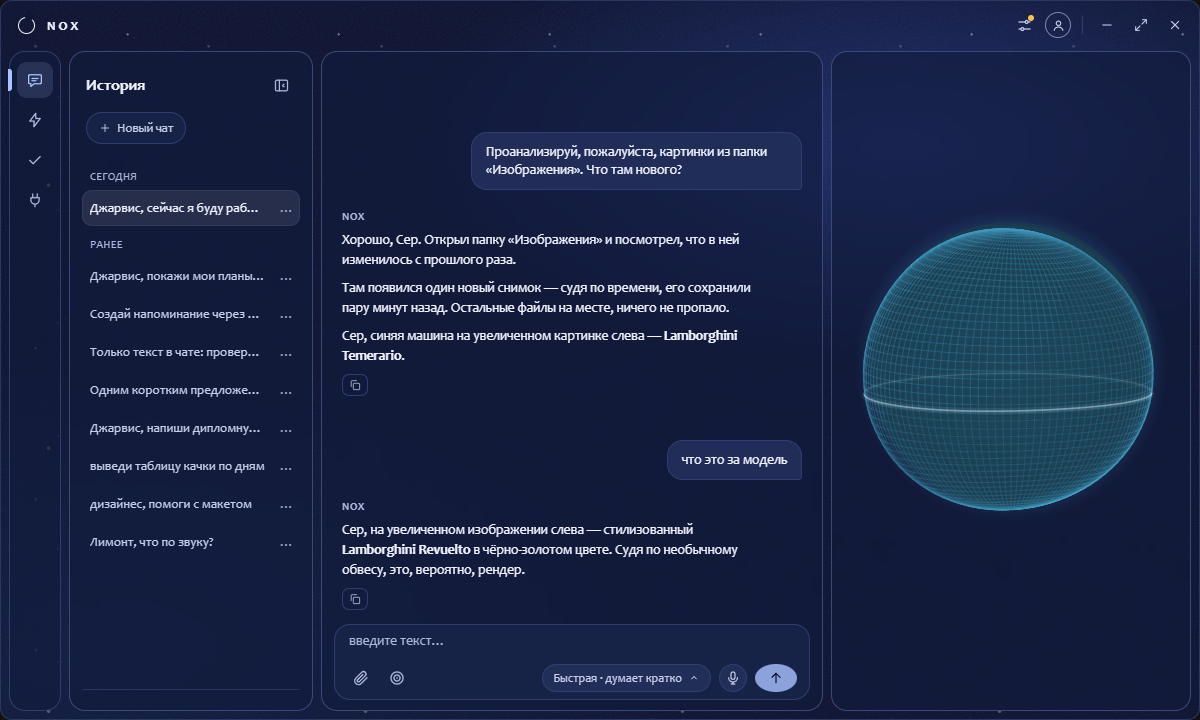 NOX
История
+ Новый чат
СЕГОДНЯ
Джарвис, сейчас я буду раб... ...
РАНЕЕ
Джарвис, покажи мои планы... ...
Создай напоминание через ... ...
Только текст в чате: провер... ...
Одним коротким предложе... ...
Джарвис, напиши дипломну... ...
выведи таблицу качки по дням ...
дизайнес, помоги с макетом ...
Лимонт, что по звуку? ...
Проанализируй, пожалуйста, картинки из папки
«Изображения». Что там нового?
NOX
Хорошо, Сер. Открыл папку «Изображения» и посмотрел, что в ней
изменилось с прошлого раза.
Там появился один новый снимок — судя по времени, его сохранили
пару минут назад. Остальные файлы на месте, ничего не пропало.
Сер, синяя машина на увеличенном картинке слева — Lamborghini
Temerario.
что это за модель
NOX
Сер, на увеличенном изображении слева — стилизованный
Lamborghini Revuelto в чёрно-золотом цвете. Судя по необычному
обвесу, это, вероятно, рендер.
введите текст...
Быстрая · думает кратко